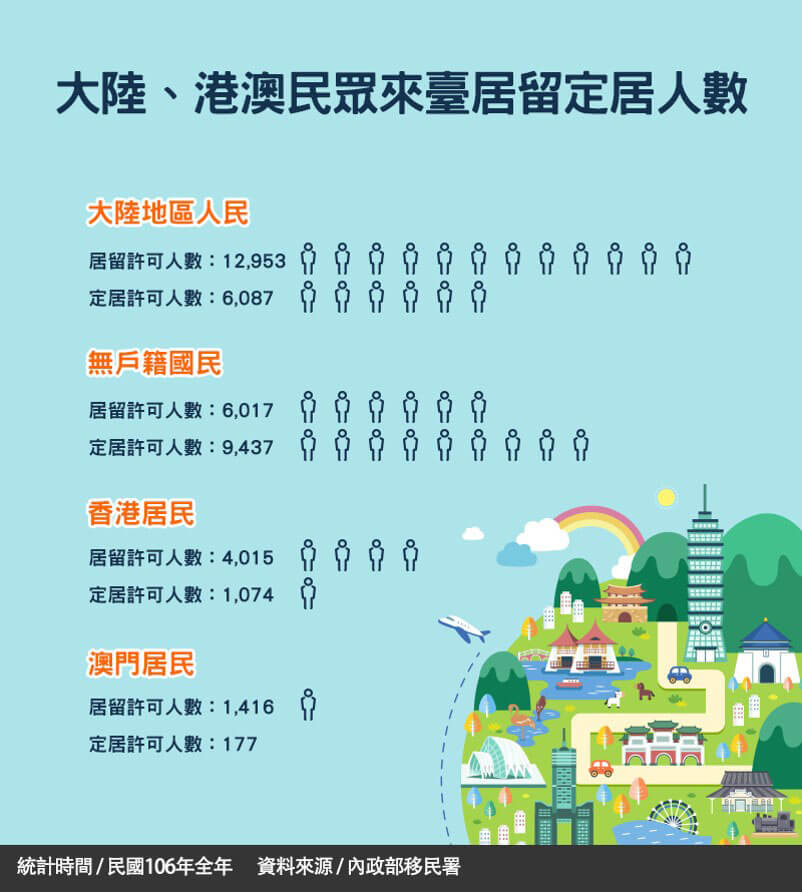 大陸、港澳民眾來臺居留定居人數
大陸地區人民
居留許可人數：12,953
定居許可人數：6,087
無戶籍國民
居留許可人數：6,017
定居許可人數：9,437
香港居民
居留許可人數：4,015
定居許可人數：1,074
澳門居民
居留許可人數：1,416
定居許可人數：177
統計時間 / 民國106年全年 資料來源 / 內政部移民署